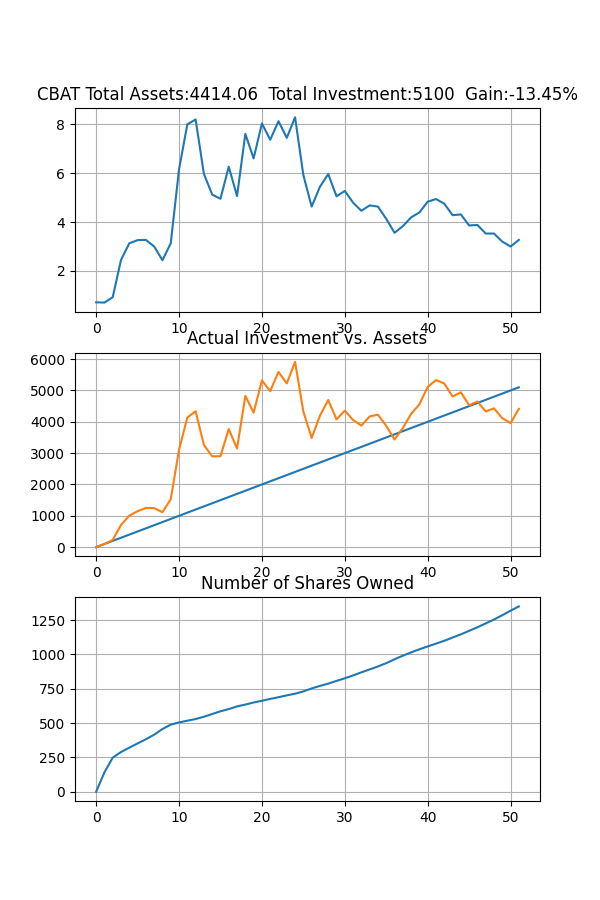 CBAT Total Assets:4414.06  Total Investment:5100  Gain:-13.45%
8
6
4
2
0 10 20 30 40 50
Actual Investment vs. Assets
6000
5000
4000
3000
2000
1000
0
0 10 20 30 40 50
Number of Shares Owned
1250
1000
750
500
250
0
0 10 20 30 40 50